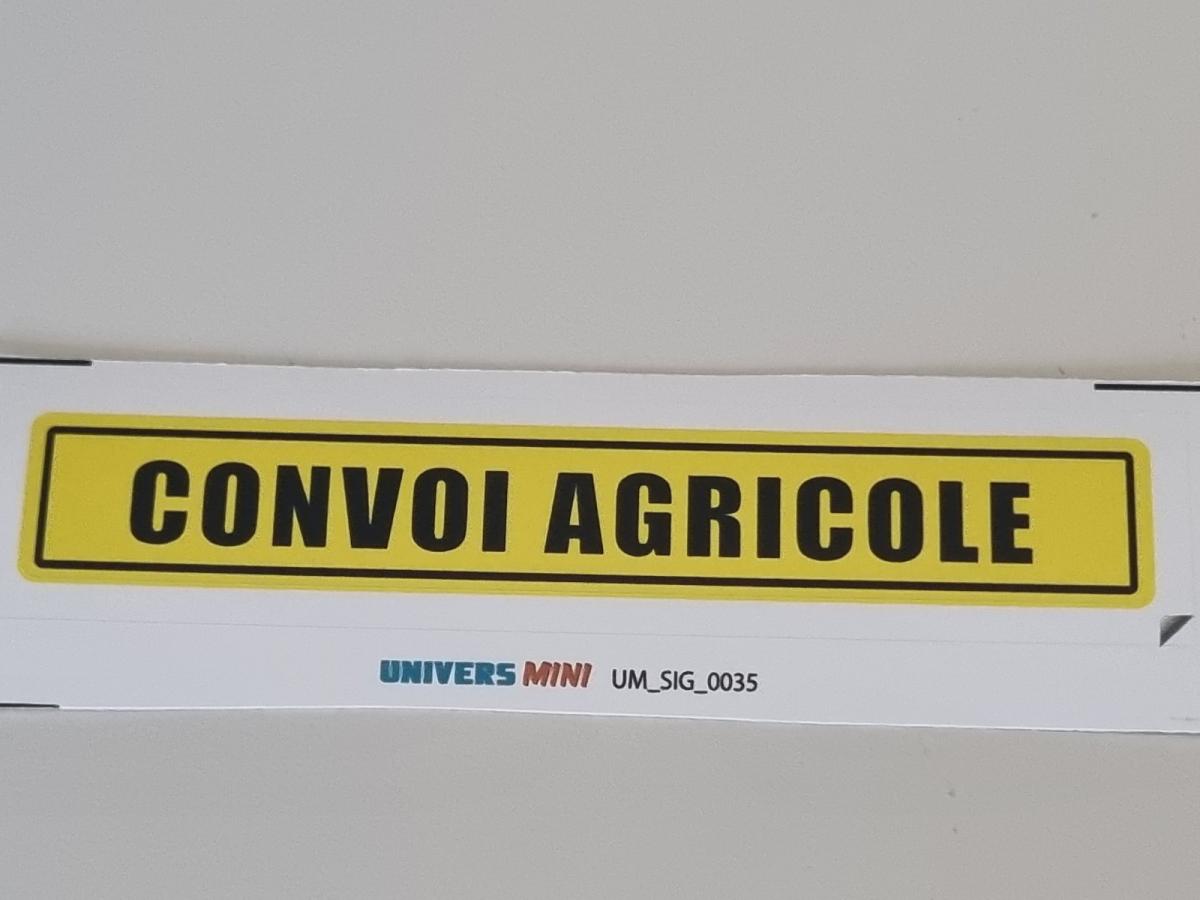 CONVOI AGRICOLE
UNIVERS MINI UM_SIG_0035